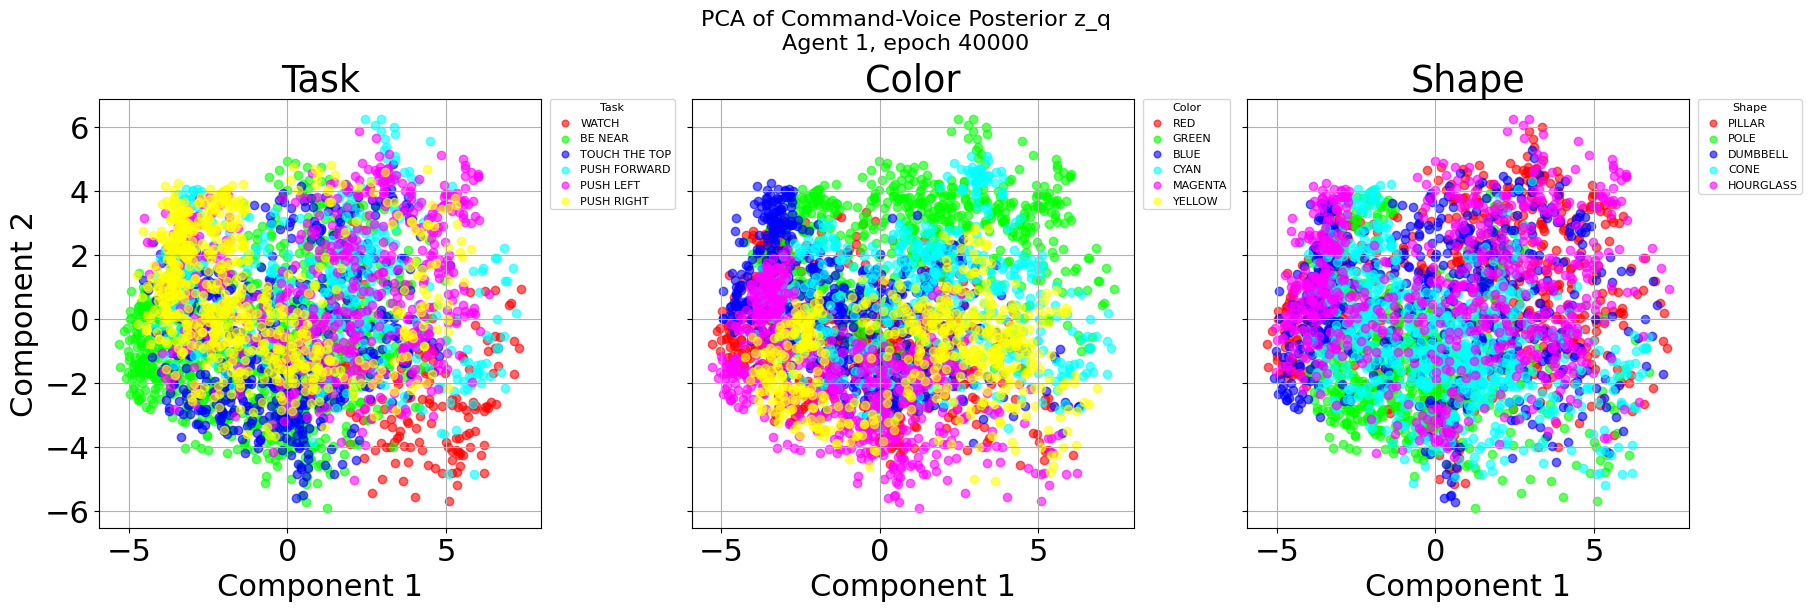 PCA of Command-Voice Posterior z_q
Agent 1, epoch 40000
Task
Color
Shape
Component 2
6
4
2
0
−2
−4
−6
−5 0 5
Component 1
Task
WATCH
BE NEAR
TOUCH THE TOP
PUSH FORWARD
PUSH LEFT
PUSH RIGHT
−5 0 5
Component 1
Color
RED
GREEN
BLUE
CYAN
MAGENTA
YELLOW
−5 0 5
Component 1
Shape
PILLAR
POLE
DUMBBELL
CONE
HOURGLASS